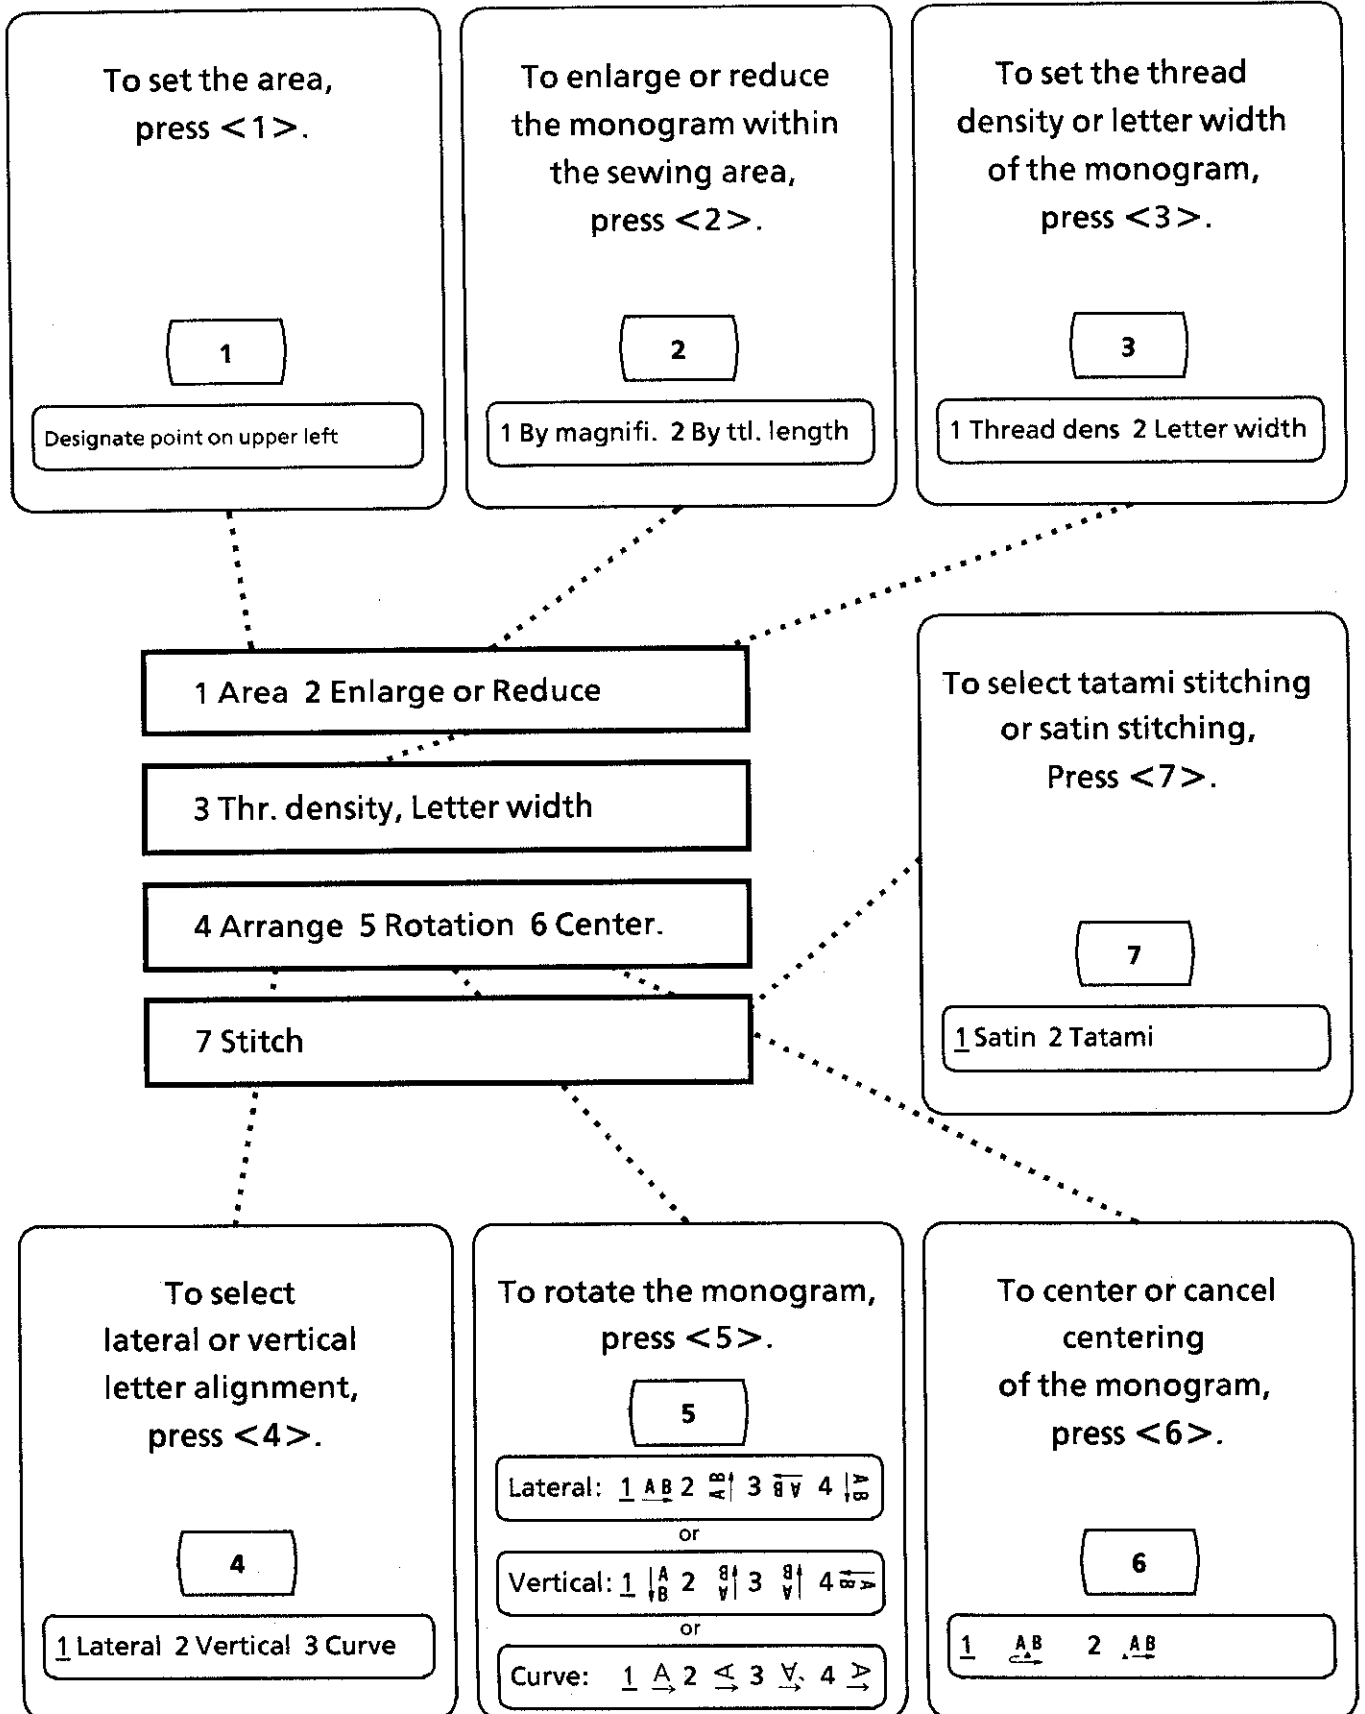 To set the area,
press <1>.
1
Designate point on upper left
To enlarge or reduce
the monogram within
the sewing area,
press <2>.
2
1 By magnifi. 2 By ttl. length
To set the thread
density or letter width
of the monogram,
press <3>.
3
1 Thread dens 2 Letter width
1 Area 2 Enlarge or Reduce
3 Thr. density, Letter width
4 Arrange 5 Rotation 6 Center.
7 Stitch
To select tatami stitching
or satin stitching,
Press <7>.
7
1 Satin 2 Tatami
To select
lateral or vertical
letter alignment,
press <4>.
4
1 Lateral 2 Vertical 3 Curve
To rotate the monogram,
press <5>.
5
Lateral: 1 AB 2 AB 3 AB 4 AB
or
Vertical: 1 AB 2 AB 3 AB 4 AB
or
Curve: 1 A 2 A 3 A 4 A
To center or cancel
centering
of the monogram,
press <6>.
6
1 AB 2 AB